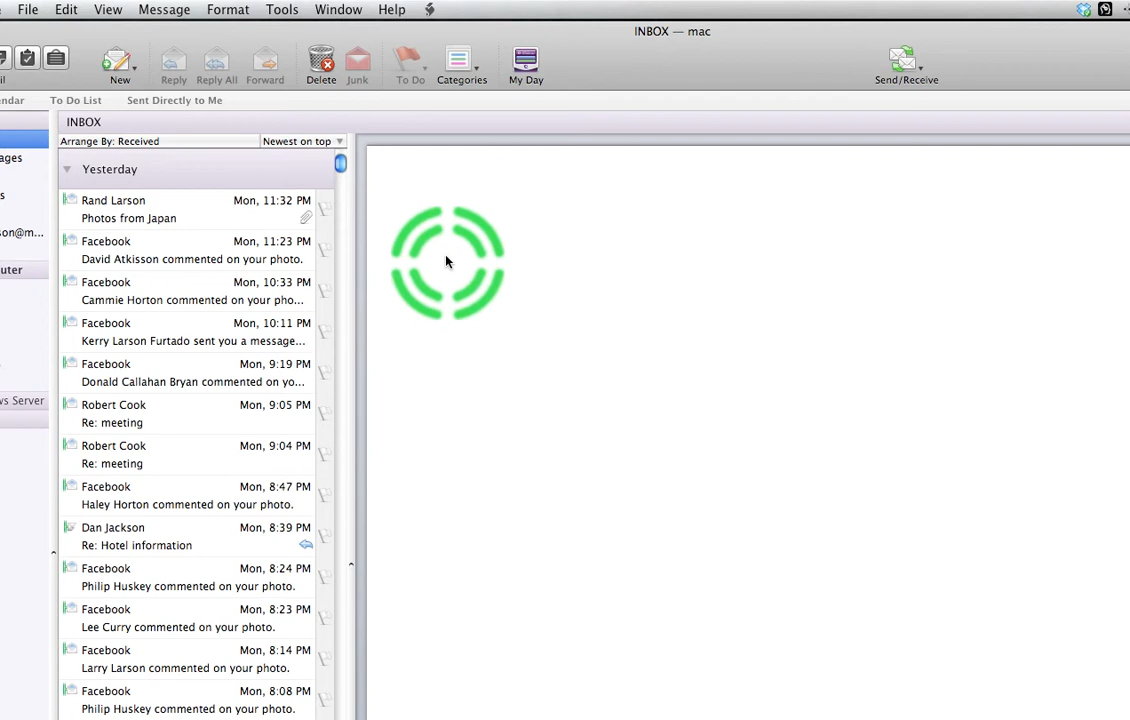 File Edit View Message Format Tools Window Help
INBOX — mac
New Reply Reply All Forward Delete Junk To Do Categories My Day Send/Receive
To Do List Sent Directly to Me
INBOX
Arrange By: Received Newest on top
Yesterday
Rand Larson Mon, 11:32 PM
Photos from Japan
Facebook Mon, 11:23 PM
David Atkisson commented on your photo.
Facebook Mon, 10:33 PM
Cammie Horton commented on your pho...
Facebook Mon, 10:11 PM
Kerry Larson Furtado sent you a message...
Facebook Mon, 9:19 PM
Donald Callahan Bryan commented on yo...
Robert Cook Mon, 9:05 PM
Re: meeting
Robert Cook Mon, 9:04 PM
Re: meeting
Facebook Mon, 8:47 PM
Haley Horton commented on your photo.
Dan Jackson Mon, 8:39 PM
Re: Hotel information
Facebook Mon, 8:24 PM
Philip Huskey commented on your photo.
Facebook Mon, 8:23 PM
Lee Curry commented on your photo.
Facebook Mon, 8:14 PM
Larry Larson commented on your photo.
Facebook Mon, 8:08 PM
Philip Huskey commented on your photo.